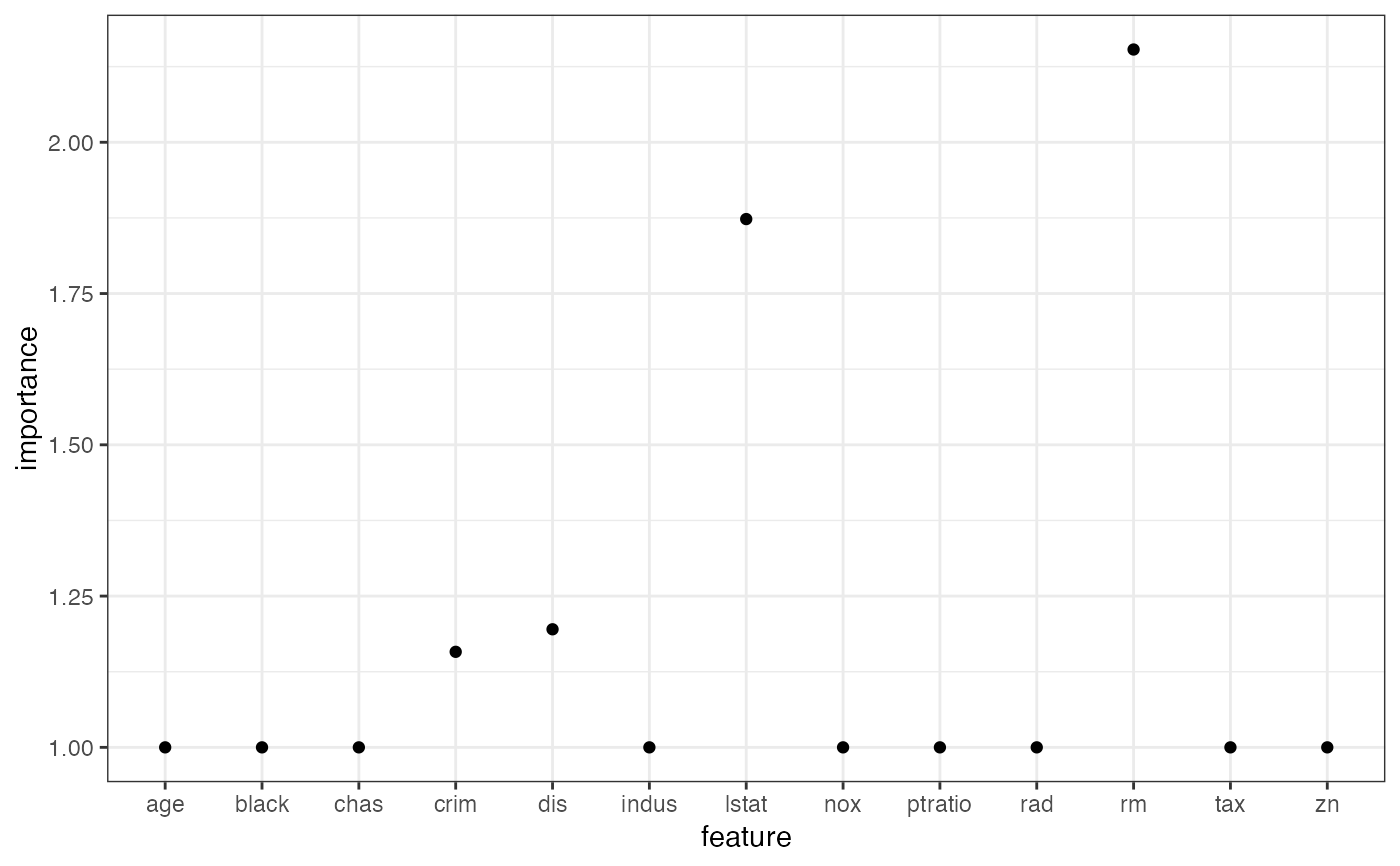 importance
2.00
1.75
1.50
1.25
1.00
age black chas crim dis indus lstat nox ptratio rad rm tax zn
feature